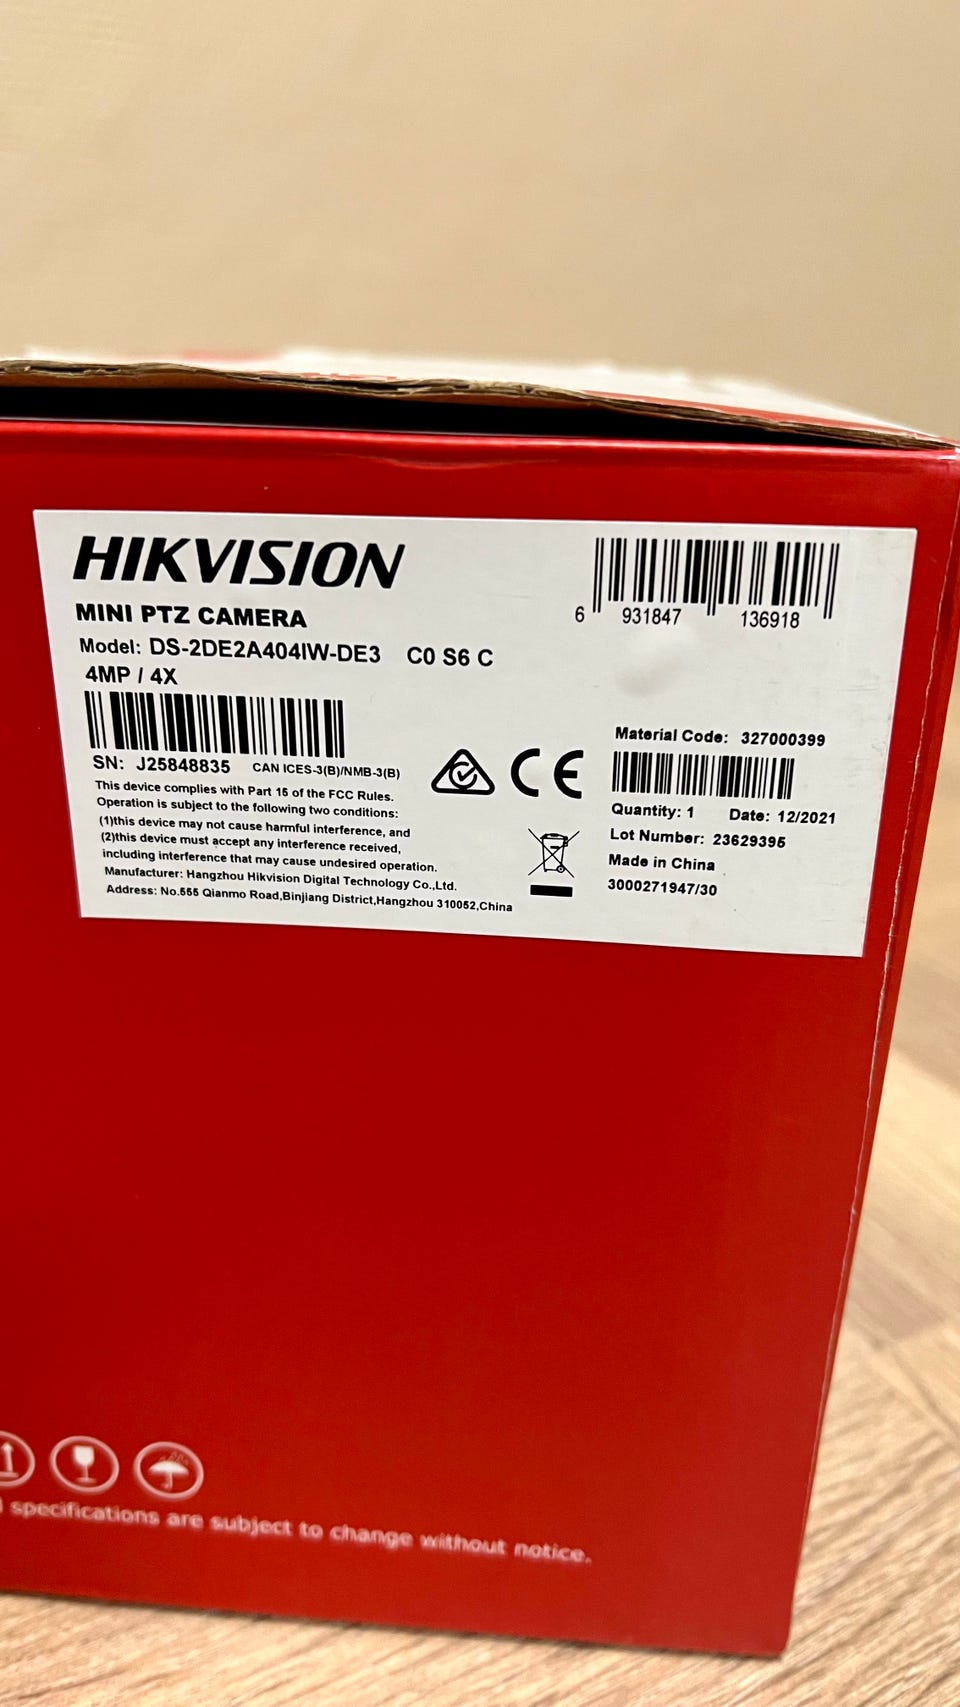 HIKVISION
MINI PTZ CAMERA
Model: DS-2DE2A404IW-DE3 C0 S6 C
4MP / 4X
SN: J25848835 CAN ICES-3(B)/NMB-3(B)
This device complies with Part 15 of the FCC Rules.
Operation is subject to the following two conditions:
(1)this device may not cause harmful interference, and
(2)this device must accept any interference received,
including interference that may cause undesired operation.
Manufacturer: Hangzhou Hikvision Digital Technology Co.,Ltd.
Address: No.555 Qianmo Road,Binjiang District,Hangzhou 310052,China
6 931847 136918
Material Code: 327000399
Quantity: 1 Date: 12/2021
Lot Number: 23629395
Made in China
3000271947/30
CE
specifications are subject to change without notice.